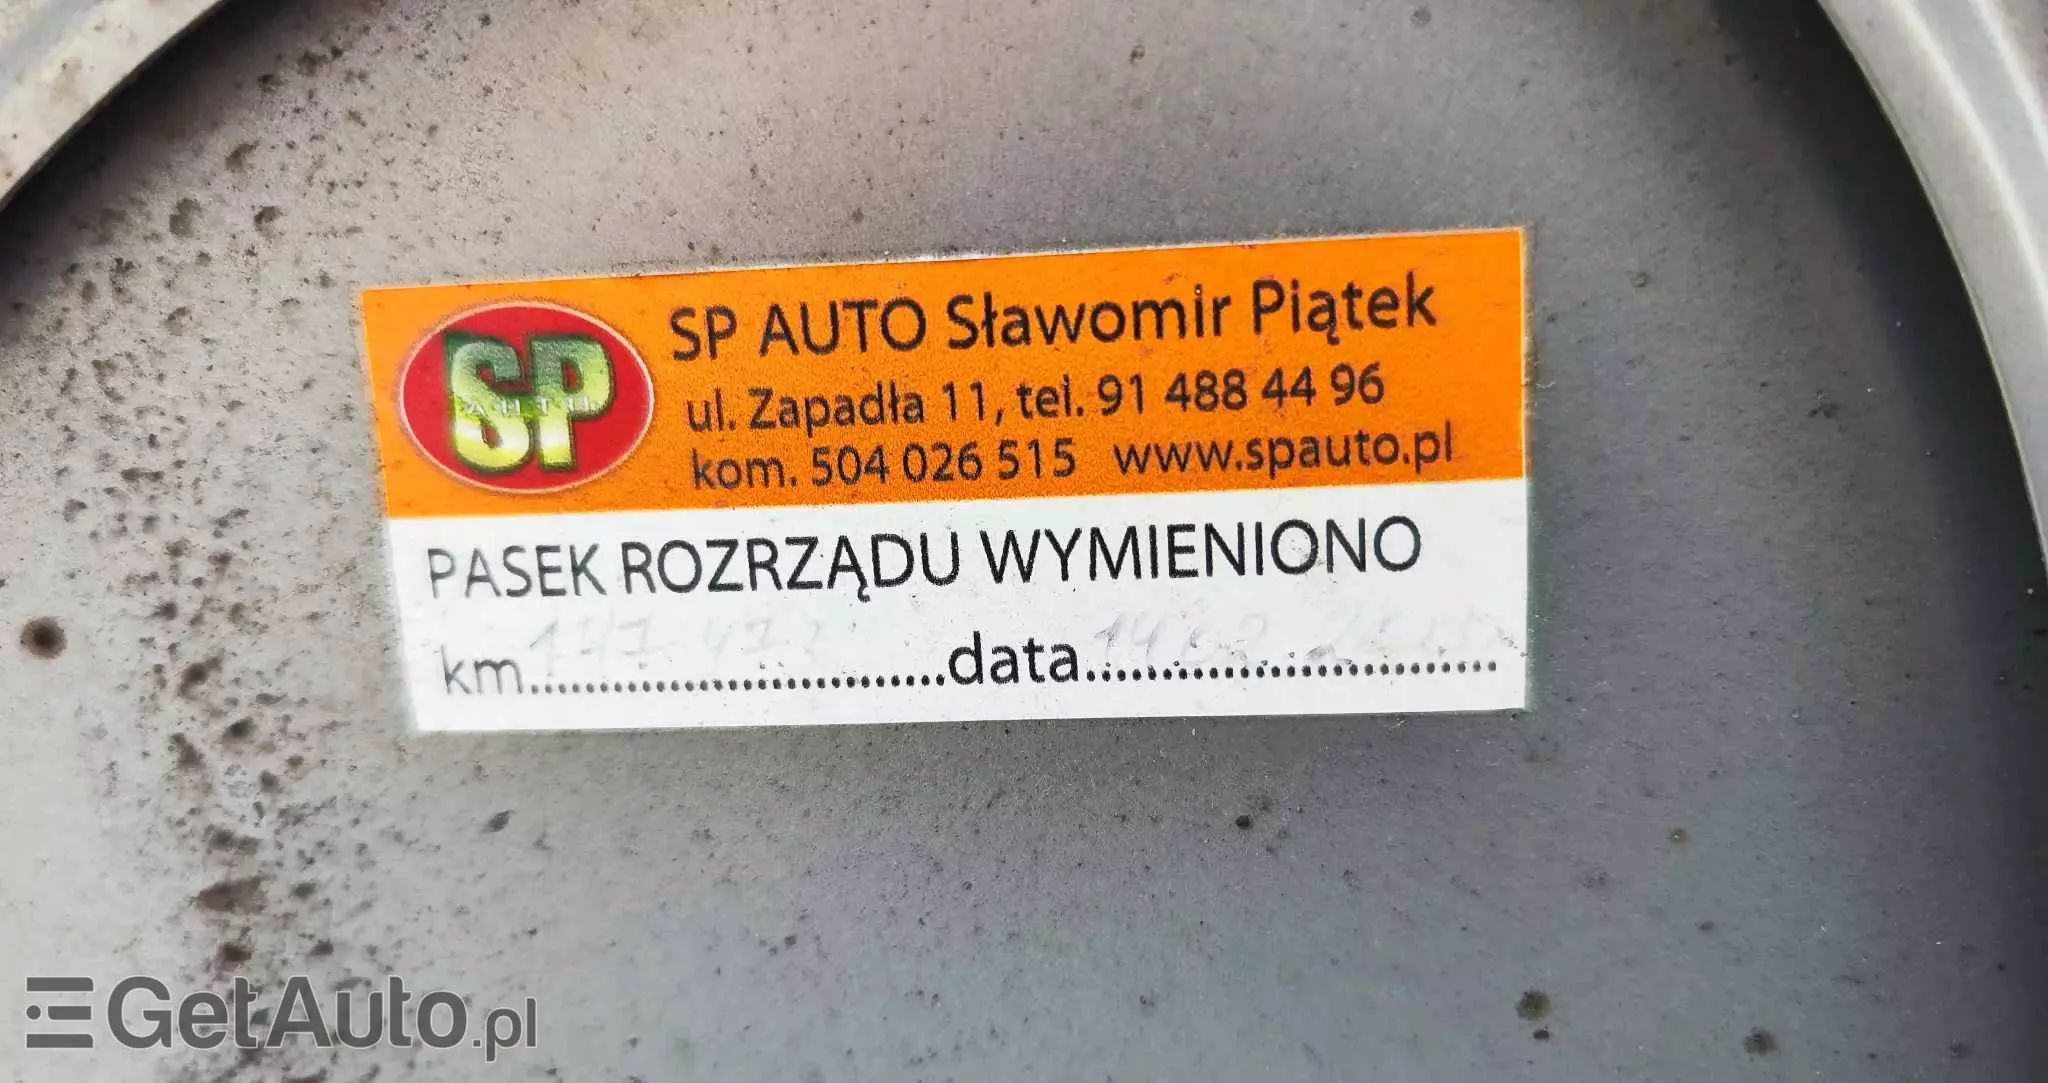 SP AUTO Sławomir Piątek
ul. Zapadła 11, tel. 91 488 44 96
kom. 504 026 515 www.spauto.pl
SP
AUTO
PASEK ROZRZĄDU WYMIENIONO
km..............................data..............................
GetAuto.pl